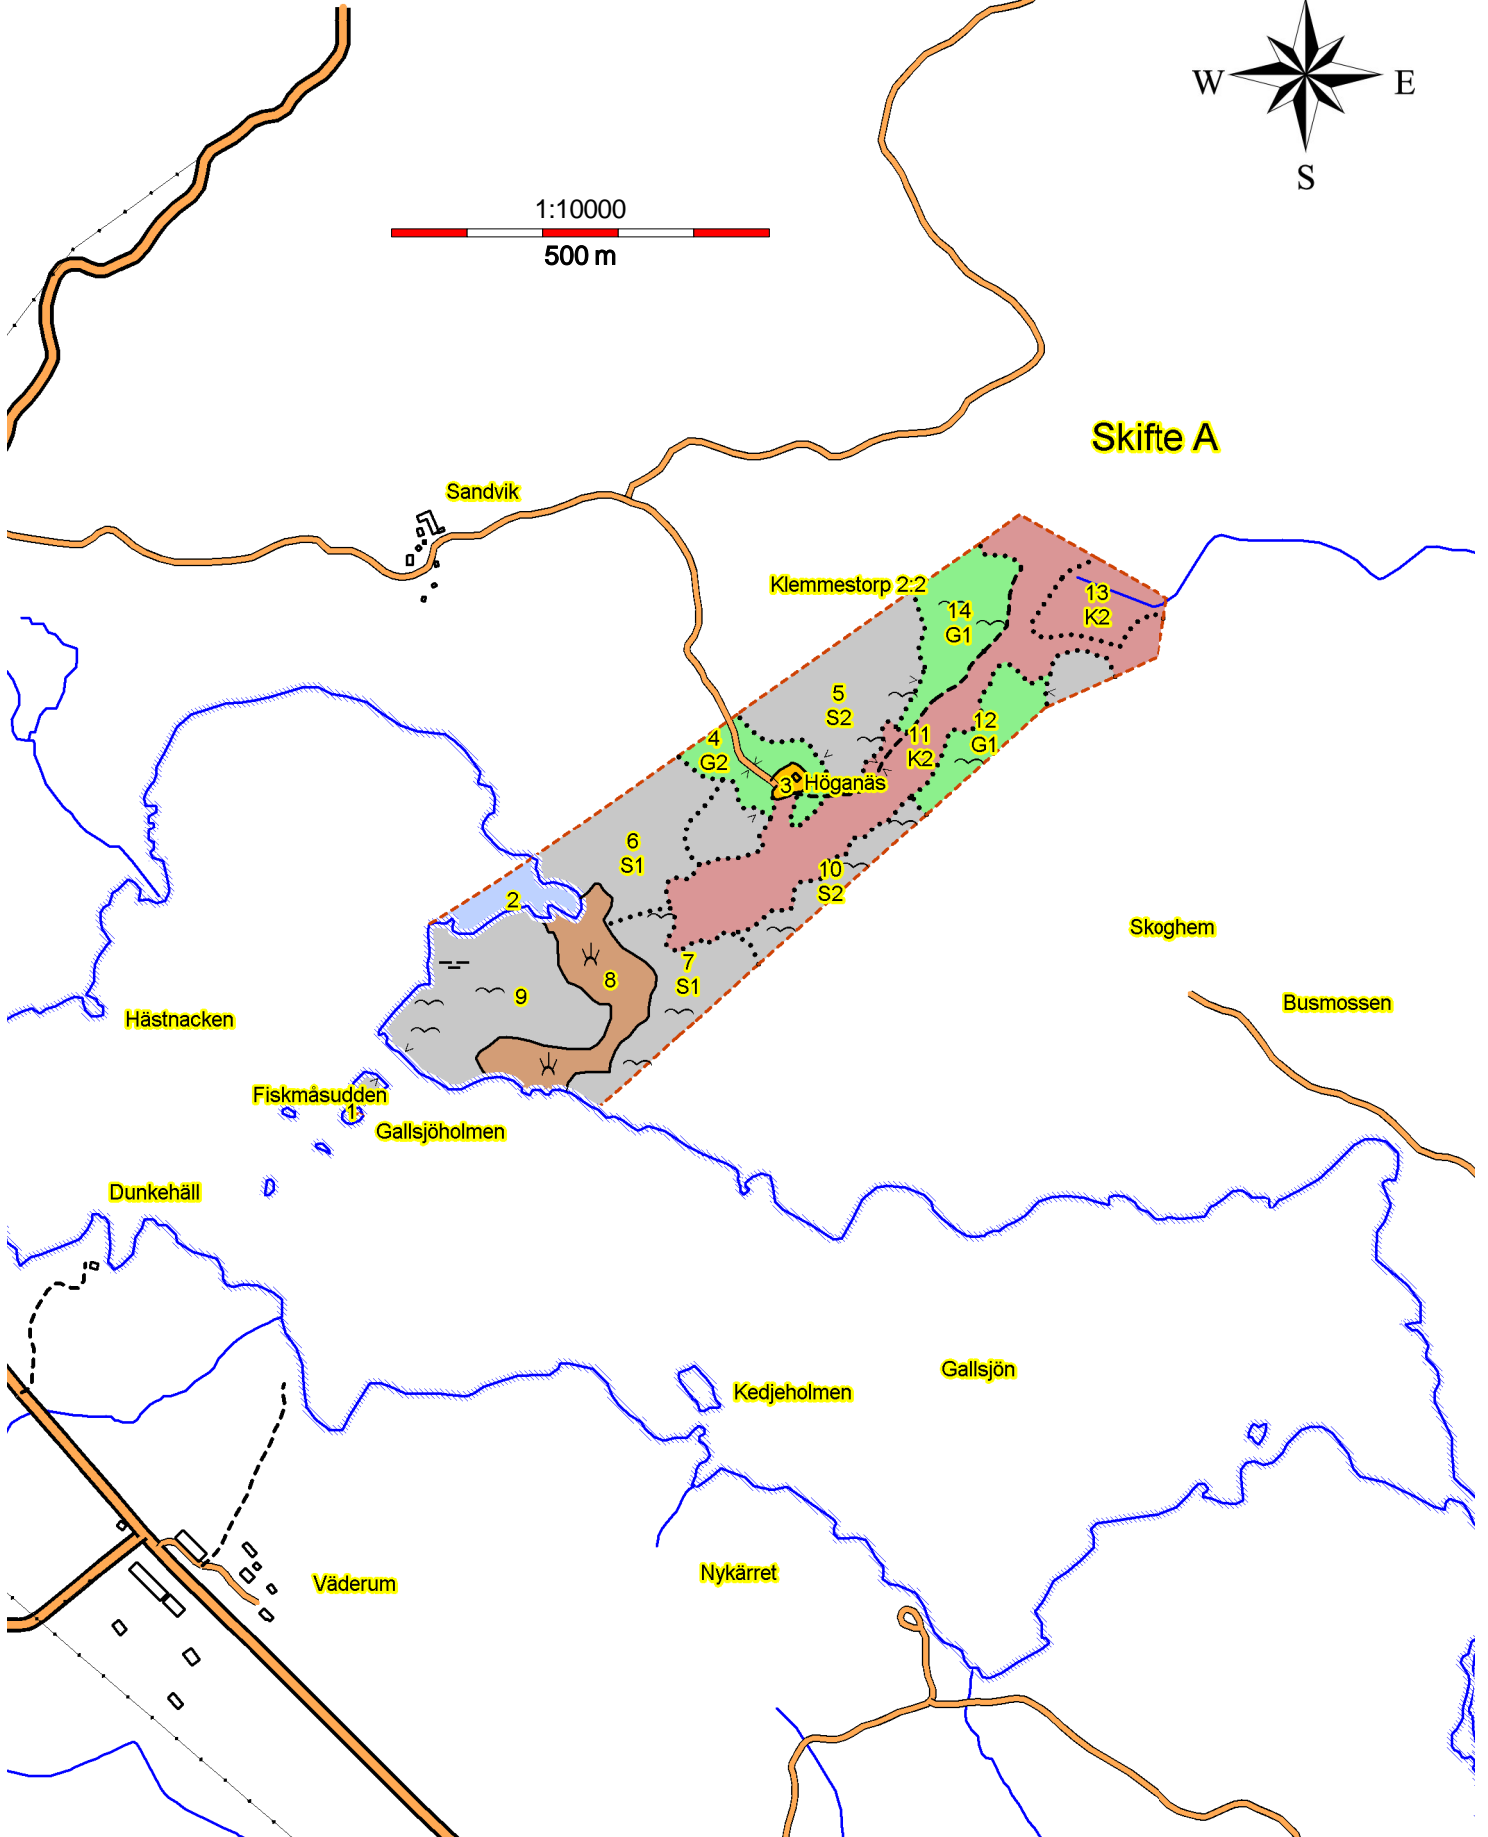 W
E
S
1:10000
500 m
Skifte A
Sandvik
Klemmestorp 2:2
13
K2
14
G1
5
S2
12
G1
11
K2
4
G2
3
Höganäs
6
S1
10
S2
2
Skoghem
7
S1
8
9
Busmossen
Hästnacken
Fiskmåsudden
1
Gallsjöholmen
Dunkehäll
Gallsjön
Kedjeholmen
Nykärret
Väderum